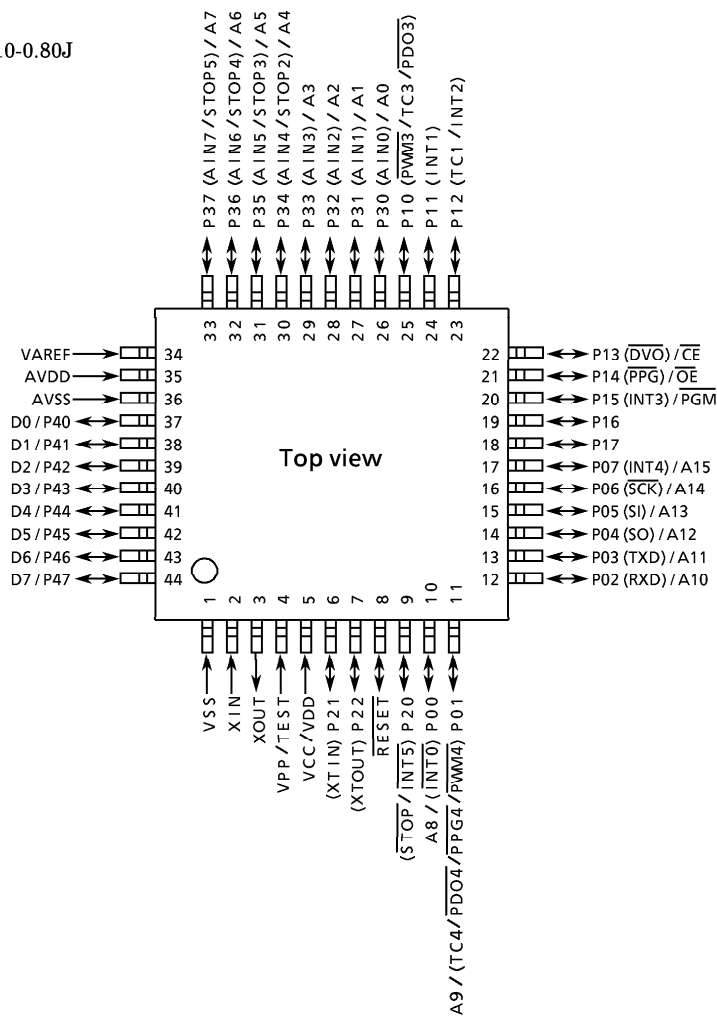 10-0.80J
P37 (AIN7/STOP5) / A7
P36 (AIN6/STOP4) / A6
P35 (AIN5/STOP3) / A5
P34 (AIN4/STOP2) / A4
P33 (AIN3) / A3
P32 (AIN2) / A2
P31 (AIN1) / A1
P30 (AIN0) / A0
P10 (PWM3/TC3/PDO3)
P11 (INT1)
P12 (TC1/INT2)
33 32 31 30 29 28 27 26 25 24 23
VAREF 34
AVDD 35
AVSS 36
D0 / P40 37
D1 / P41 38
D2 / P42 39
D3 / P43 40
D4 / P44 41
D5 / P45 42
D6 / P46 43
D7 / P47 44
Top view
22 P13 (DVO) / CE
21 P14 (PPG) / OE
20 P15 (INT3) / PGM
19 P16
18 P17
17 P07 (INT4) / A15
16 P06 (SCK) / A14
15 P05 (SI) / A13
14 P04 (SO) / A12
13 P03 (TXD) / A11
12 P02 (RXD) / A10
1 2 3 4 5 6 7 8 9 10 11
VSS
XIN
XOUT
VPP/TEST
VCC/VDD
(XTIN) P21
(XTOUT) P22
RESET
(STOP/INT5) P20
A8 / (INT0) P00
A9 / (TC4/PDO4/PPG4/PWM4) P01